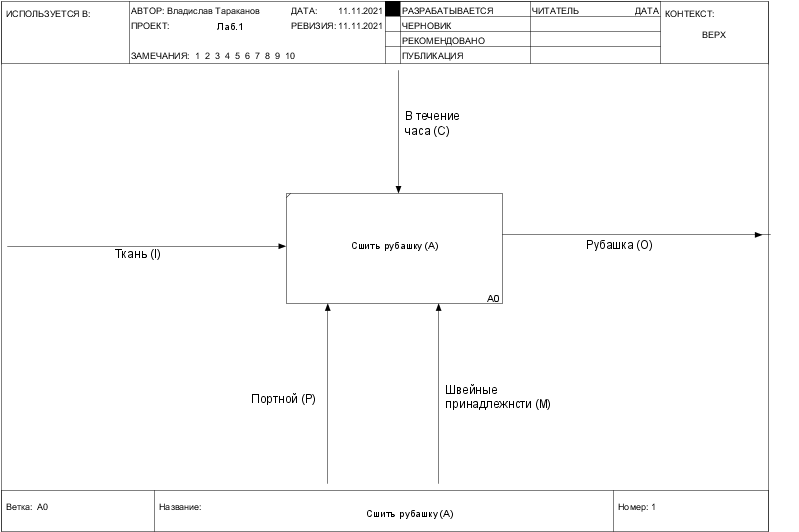 ИСПОЛЬЗУЕТСЯ В:
АВТОР: Владислав Тараканов
ДАТА: 11.11.2021
РАЗРАБАТЫВАЕТСЯ
ЧИТАТЕЛЬ
ДАТА
КОНТЕКСТ:
ПРОЕКТ: Лаб.1
РЕВИЗИЯ: 11.11.2021
ЧЕРНОВИК
РЕКОМЕНДОВАНО
ВЕРХ
ЗАМЕЧАНИЯ: 1 2 3 4 5 6 7 8 9 10
ПУБЛИКАЦИЯ
В течение
часа (C)
Ткань (I)
Сшить рубашку (A)
A0
Рубашка (O)
Портной (P)
Швейные
принадлежнсти (M)
Ветка: A0
Название:
Сшить рубашку (A)
Номер: 1